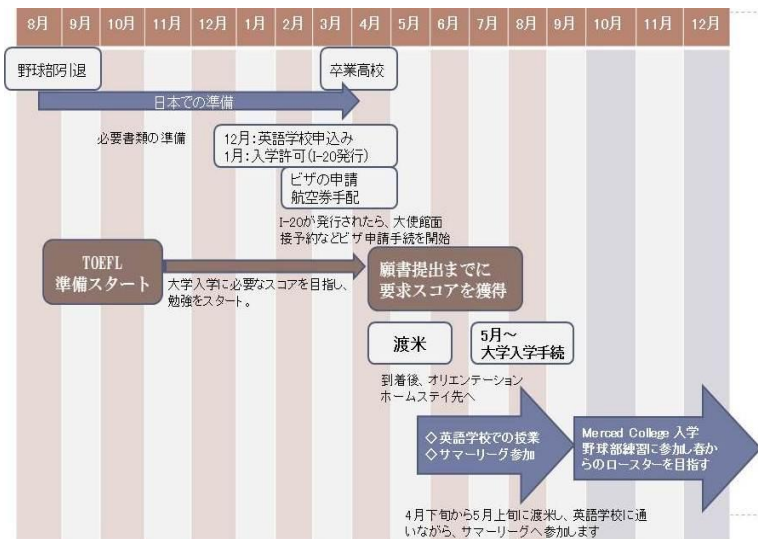 8月 9月 10月 11月 12月 1月 2月 3月 4月 5月 6月 7月 8月 9月 10月 11月 12月
野球部引退
卒業高校
日本での準備
必要書類の準備
12月:英語学校申込み
1月:入学許可(I-20発行)
ビザの申請
航空券手配
I-20が発行されたら、大使館面
接予約などビザ申請手続を開始
TOEFL
準備スタート
大学入学に必要なスコアを目指し、
勉強をスタート。
願書提出までに
要求スコアを獲得
渡米
5月～
大学入学手続
到着後、オリエンテーション
ホームステイ先へ
◇英語学校での授業
◇サマーリーグ参加
Merced College 入学
野球部練習に参加し春か
らのロースターを目指す
4月下旬から5月上旬に渡米し、英語学校に通
いながら、サマーリーグへ参加します